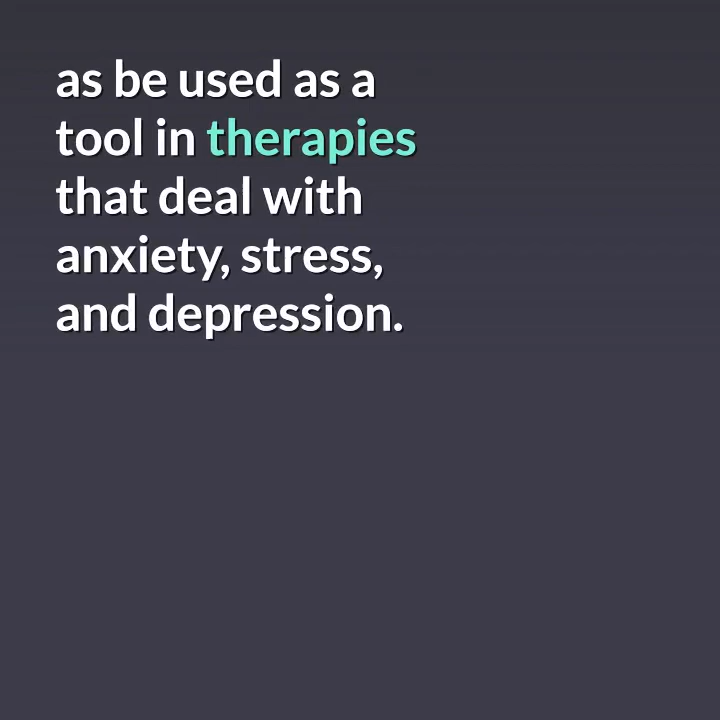 as be used as a
tool in therapies
that deal with
anxiety, stress,
and depression.